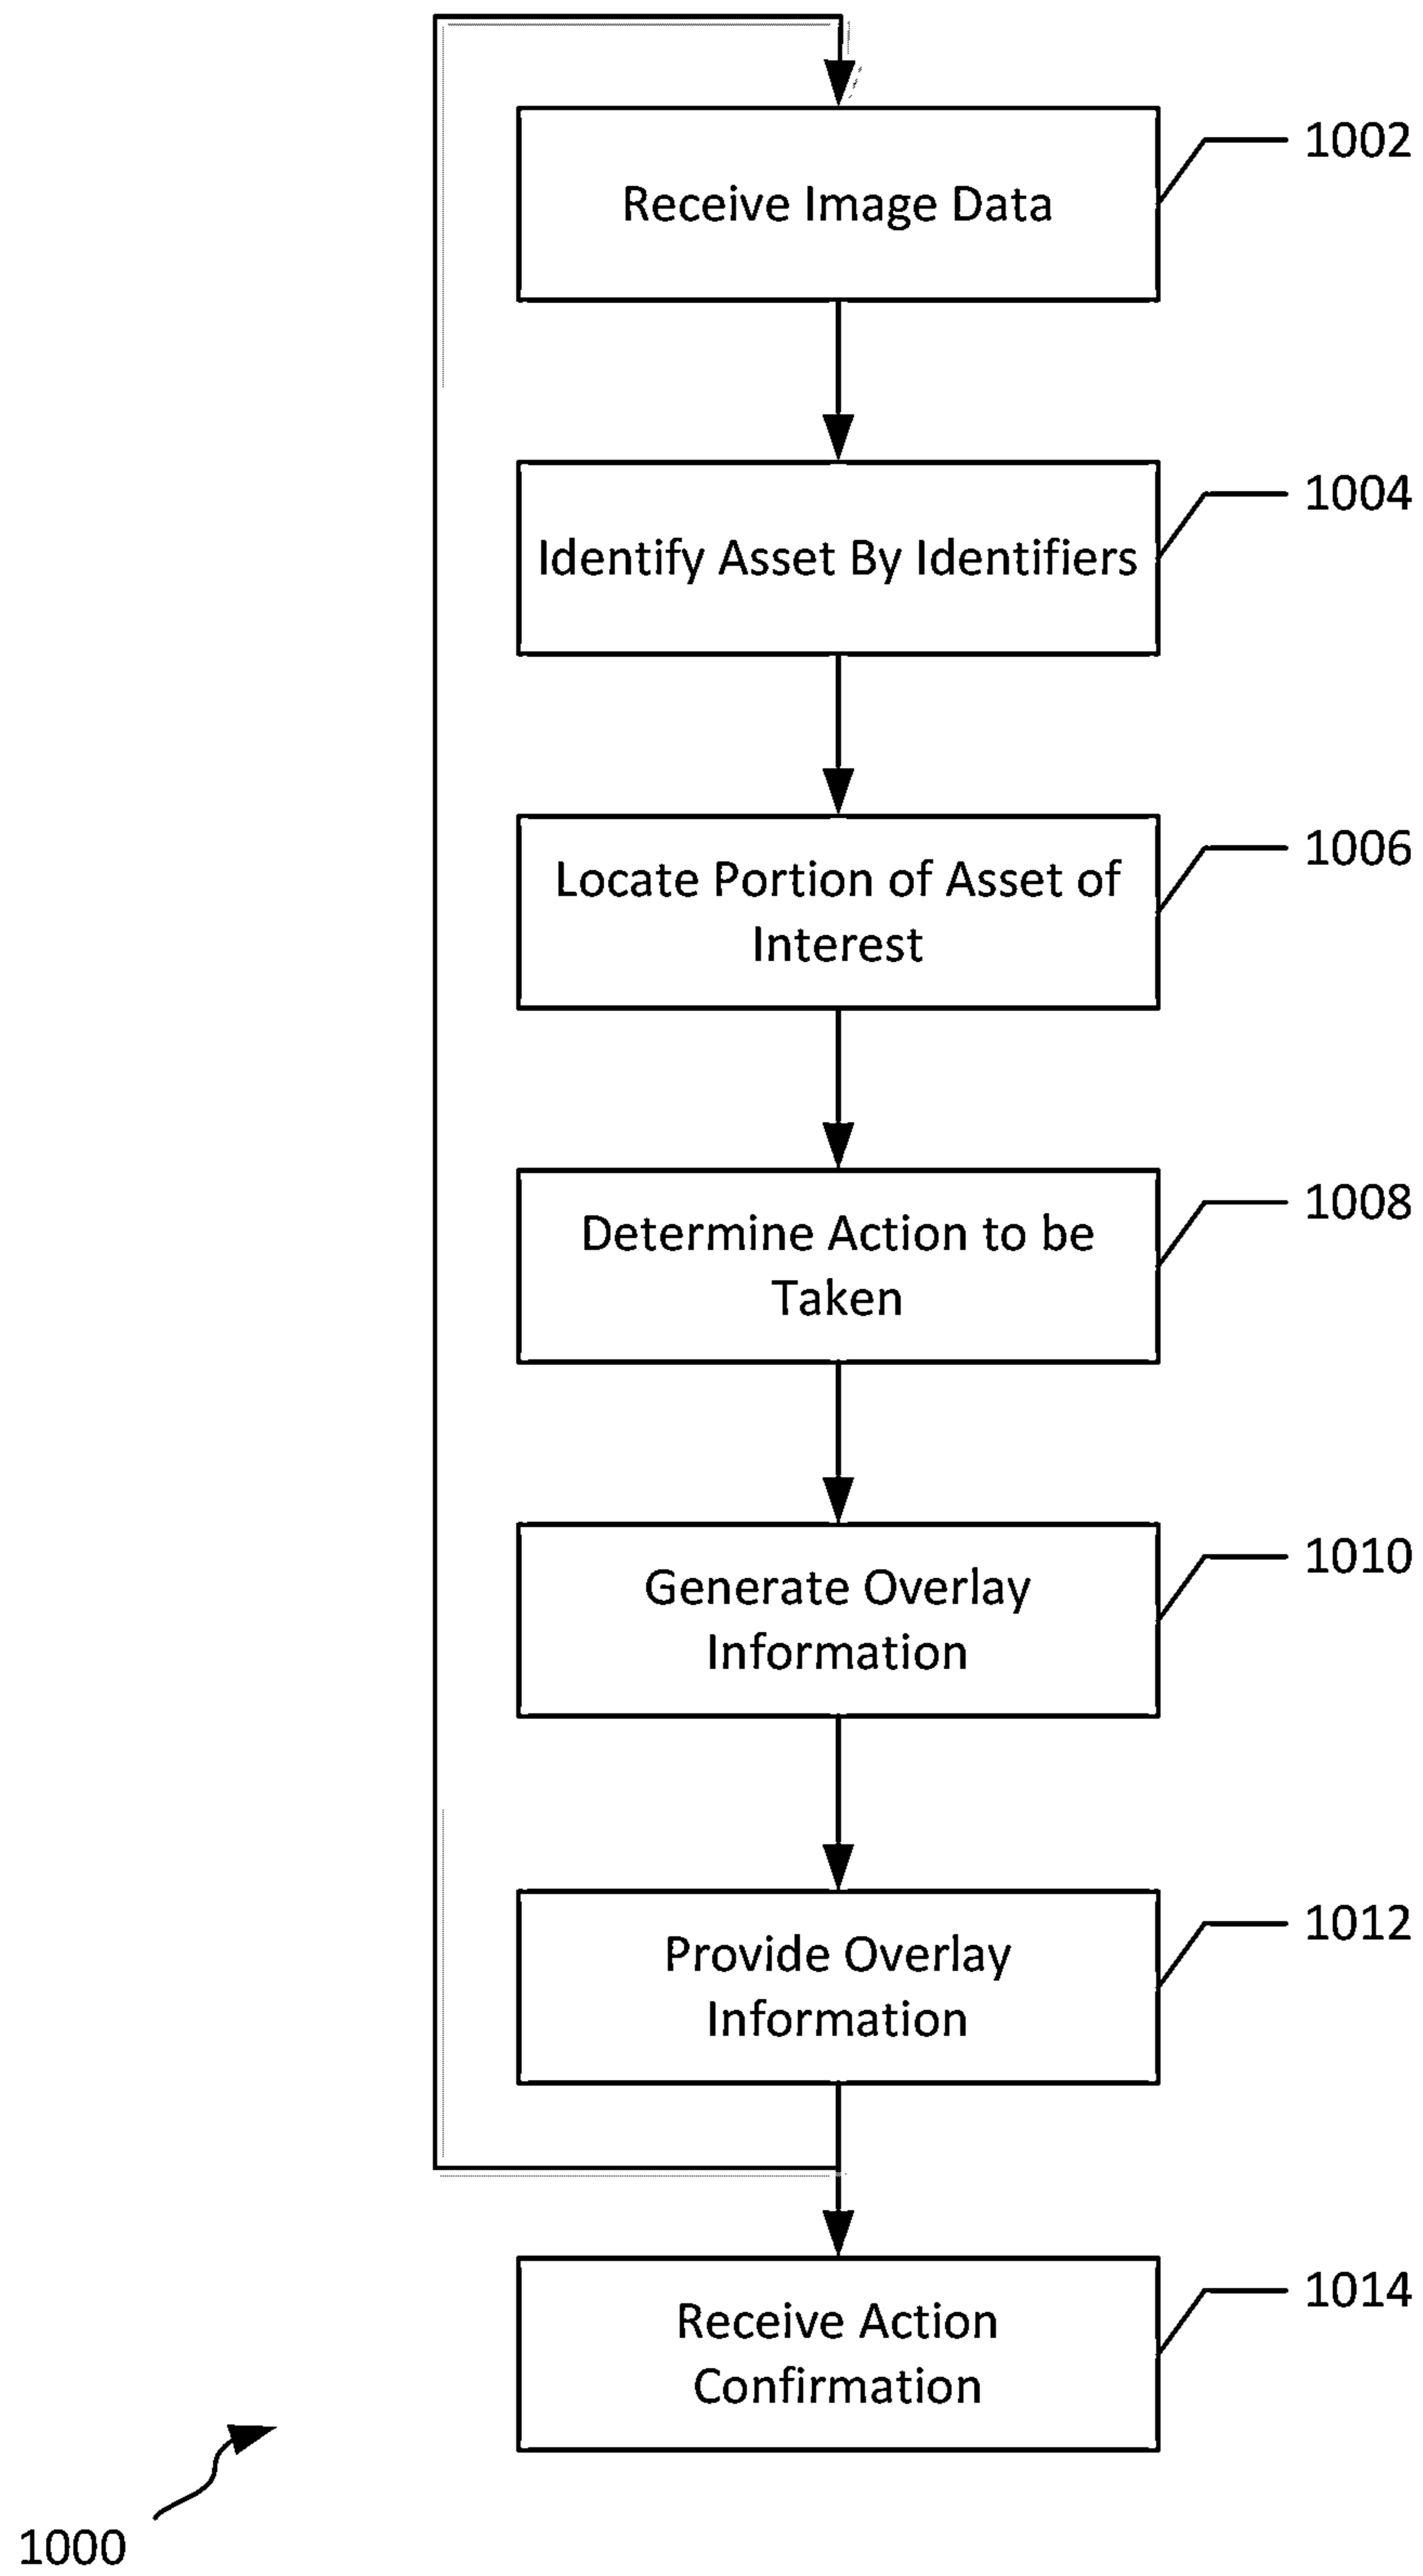 1002
Receive Image Data
1004
Identify Asset By Identifiers
1006
Locate Portion of Asset of
Interest
1008
Determine Action to be
Taken
1010
Generate Overlay
Information
1012
Provide Overlay
Information
1014
Receive Action
Confirmation
1000